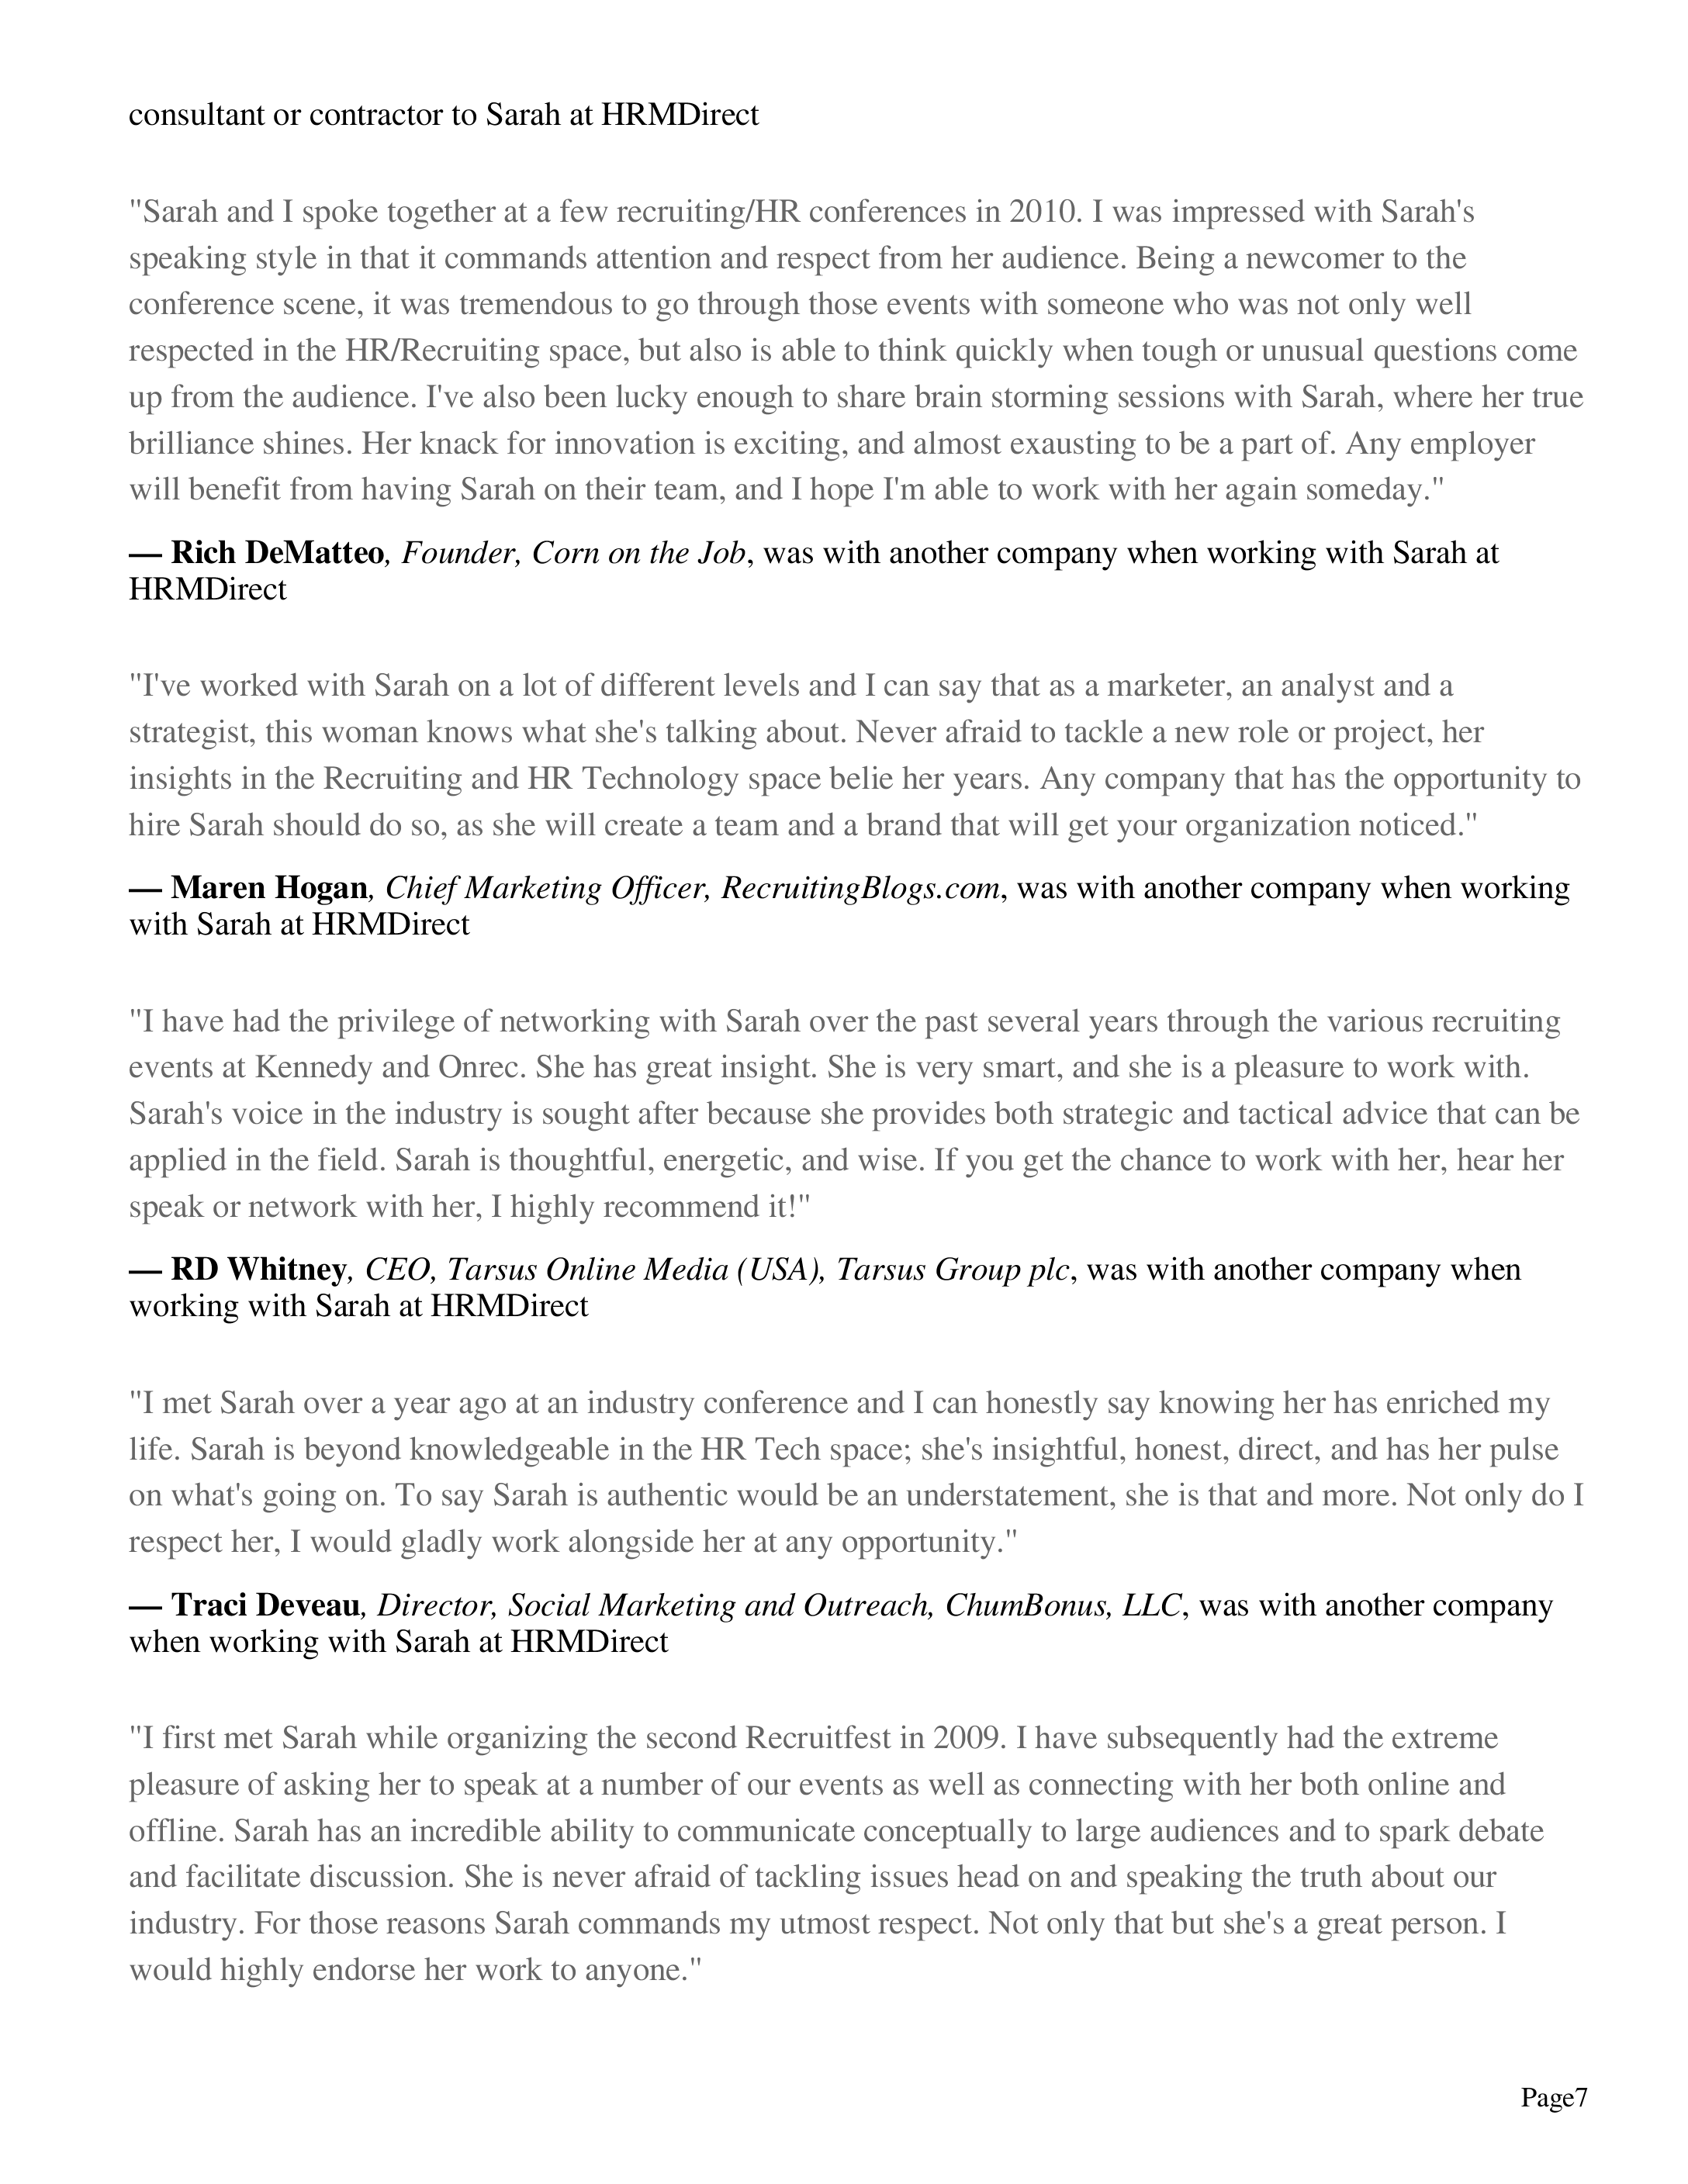 consultant or contractor to Sarah at HRMDirect
"Sarah and I spoke together at a few recruiting/HR conferences in 2010. I was impressed with Sarah's
speaking style in that it commands attention and respect from her audience. Being a newcomer to the
conference scene, it was tremendous to go through those events with someone who was not only well
respected in the HR/Recruiting space, but also is able to think quickly when tough or unusual questions come
up from the audience. I've also been lucky enough to share brain storming sessions with Sarah, where her true
brilliance shines. Her knack for innovation is exciting, and almost exausting to be a part of. Any employer
will benefit from having Sarah on their team, and I hope I'm able to work with her again someday."
— Rich DeMatteo, Founder, Corn on the Job, was with another company when working with Sarah at
HRMDirect
"I've worked with Sarah on a lot of different levels and I can say that as a marketer, an analyst and a
strategist, this woman knows what she's talking about. Never afraid to tackle a new role or project, her
insights in the Recruiting and HR Technology space belie her years. Any company that has the opportunity to
hire Sarah should do so, as she will create a team and a brand that will get your organization noticed."
— Maren Hogan, Chief Marketing Officer, RecruitingBlogs.com, was with another company when working
with Sarah at HRMDirect
"I have had the privilege of networking with Sarah over the past several years through the various recruiting
events at Kennedy and Onrec. She has great insight. She is very smart, and she is a pleasure to work with.
Sarah's voice in the industry is sought after because she provides both strategic and tactical advice that can be
applied in the field. Sarah is thoughtful, energetic, and wise. If you get the chance to work with her, hear her
speak or network with her, I highly recommend it!"
— RD Whitney, CEO, Tarsus Online Media (USA), Tarsus Group plc, was with another company when
working with Sarah at HRMDirect
"I met Sarah over a year ago at an industry conference and I can honestly say knowing her has enriched my
life. Sarah is beyond knowledgeable in the HR Tech space; she's insightful, honest, direct, and has her pulse
on what's going on. To say Sarah is authentic would be an understatement, she is that and more. Not only do I
respect her, I would gladly work alongside her at any opportunity."
— Traci Deveau, Director, Social Marketing and Outreach, ChumBonus, LLC, was with another company
when working with Sarah at HRMDirect
"I first met Sarah while organizing the second Recruitfest in 2009. I have subsequently had the extreme
pleasure of asking her to speak at a number of our events as well as connecting with her both online and
offline. Sarah has an incredible ability to communicate conceptually to large audiences and to spark debate
and facilitate discussion. She is never afraid of tackling issues head on and speaking the truth about our
industry. For those reasons Sarah commands my utmost respect. Not only that but she's a great person. I
would highly endorse her work to anyone."
Page7